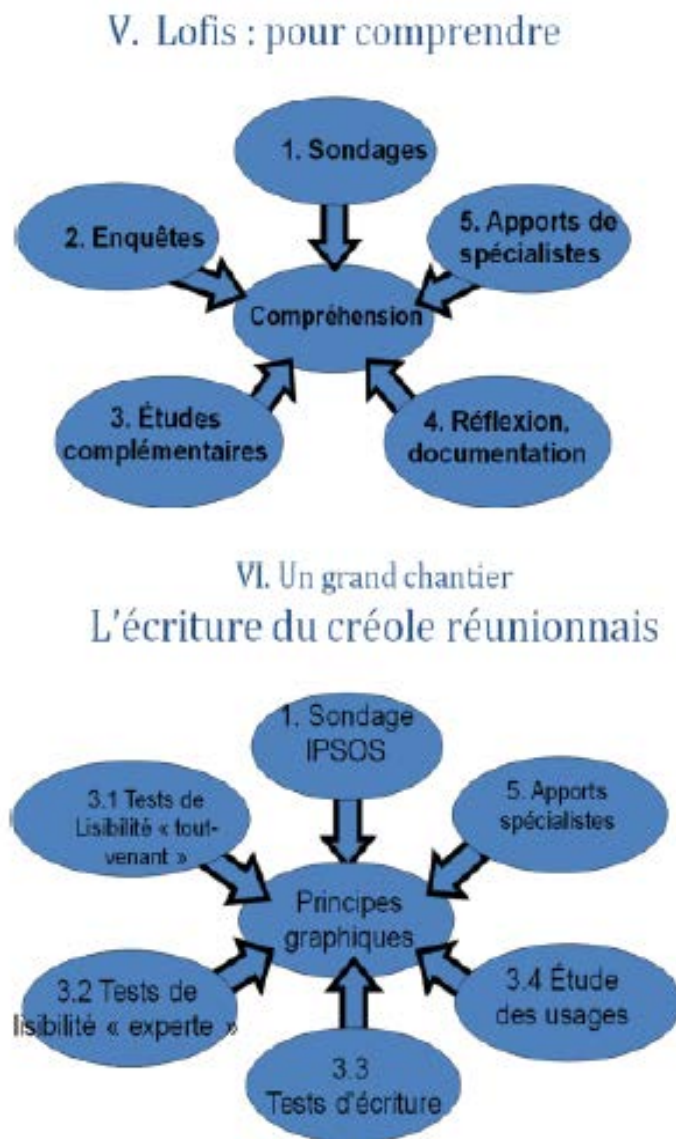 V. Lofis : pour comprendre
1. Sondages
2. Enquêtes
5. Apports de
spécialistes
Compréhension
3. Études
complémentaires
4. Réflexion,
documentation
VI. Un grand chantier
L'écriture du créole réunionnais
1. Sondage
IPSOS
3.1 Tests de
Lisibilité « tout-
venant »
5. Apports
spécialistes
Principes
graphiques
3.2 Tests de
lisibilité « experte »
3.4 Étude
des usages
3.3
Tests d'écriture